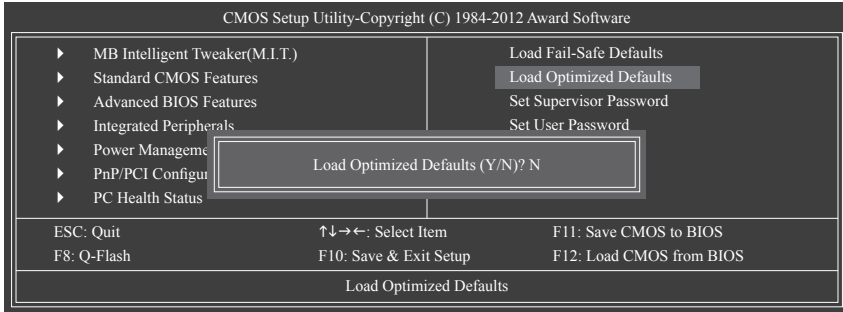 CMOS Setup Utility-Copyright (C) 1984-2012 Award Software
MB Intelligent Tweaker(M.I.T.)
Standard CMOS Features
Advanced BIOS Features
Integrated Peripherals
Power Manageme
PnP/PCI Configur
PC Health Status
Load Fail-Safe Defaults
Load Optimized Defaults
Set Supervisor Password
Set User Password
Load Optimized Defaults (Y/N)? N
ESC: Quit ↑↓→←: Select Item F11: Save CMOS to BIOS
F8: Q-Flash F10: Save & Exit Setup F12: Load CMOS from BIOS
Load Optimized Defaults